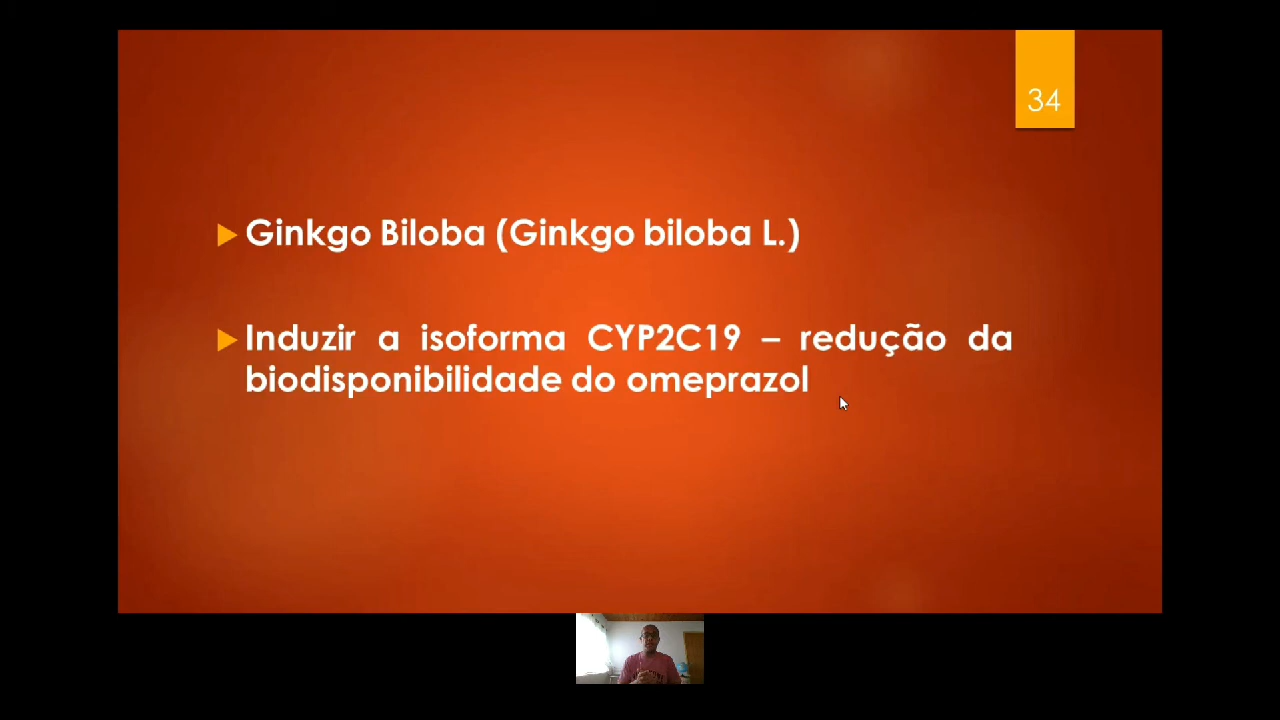 34
Ginkgo Biloba (Ginkgo biloba L.)
Induzir a isoforma CYP2C19 – redução da
biodisponibilidade do omeprazol